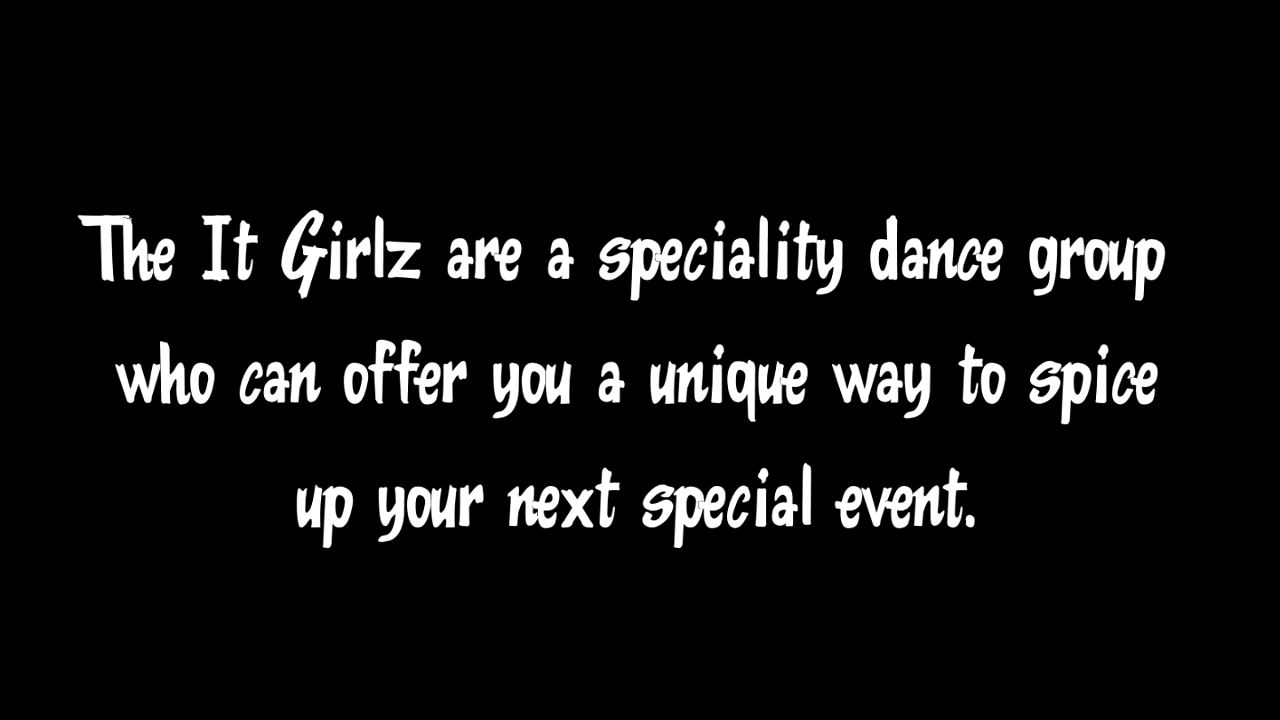 The It Girlz are a speciality dance group
who can offer you a unique way to spice
up your next special event.